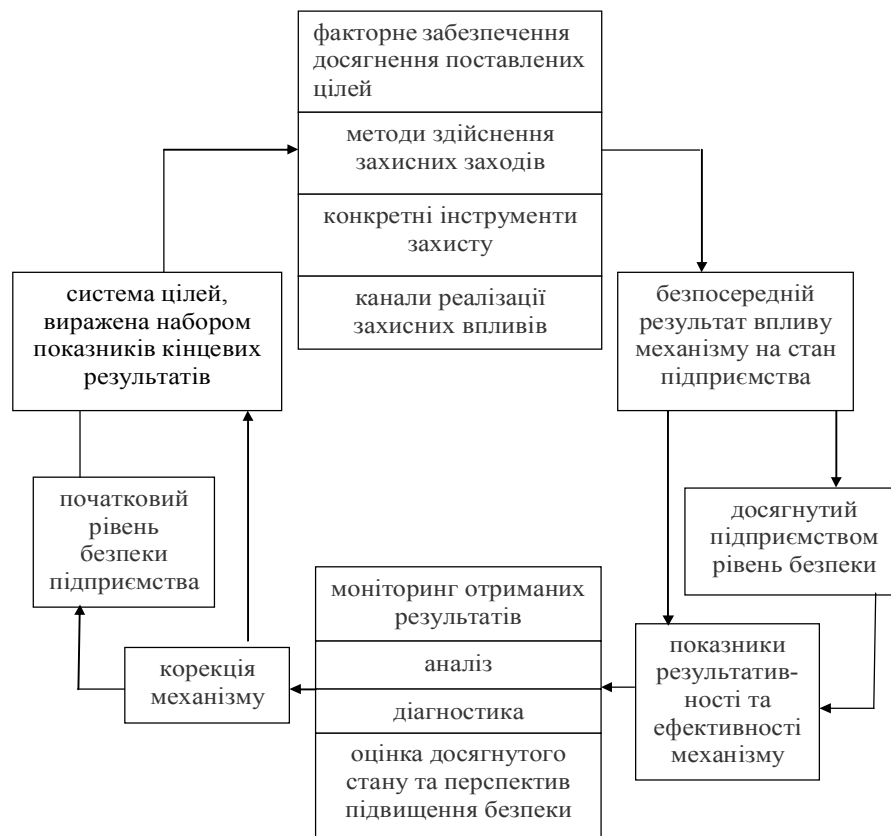 факторне забезпечення
досягнення поставлених
цілей
методи здійснення
захисних заходів
конкретні інструменти
захисту
канали реалізації
захисних впливів
система цілей,
виражена набором
показників кінцевих
результатів
безпосередній
результат впливу
механізму на стан
підприємства
початковий
рівень
безпеки
підприємства
досягнутий
підприємством
рівень безпеки
моніторинг отриманих
результатів
аналіз
діагностика
оцінка досягнутого
стану та перспектив
підвищення безпеки
корекція
механізму
показники
результатив-
ності та
ефективності
механізму